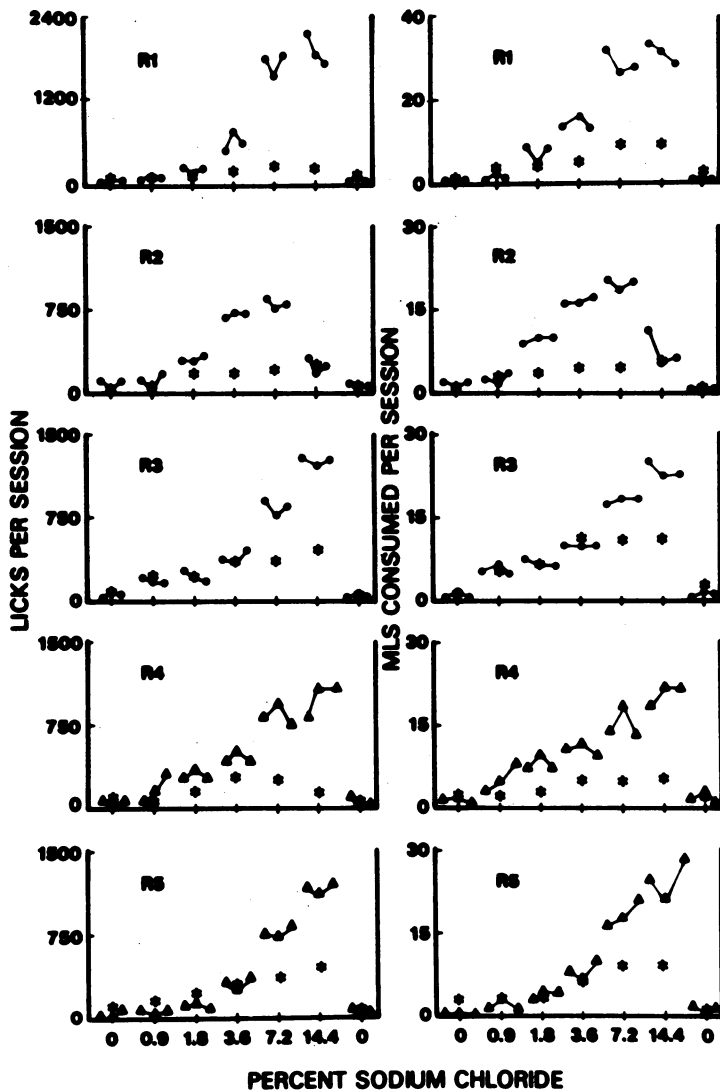 2400
1200
0
R1
40
20
0
R1
1500
750
0
R2
30
15
0
R2
1500
750
0
R3
30
15
0
R3
1500
750
0
R4
30
15
0
R4
1500
750
0
R5
30
15
0
R5
LICKS PER SESSION
MLS CONSUMED PER SESSION
0 0.9 1.8 3.6 7.2 14.4 0
0 0.9 1.8 3.6 7.2 14.4 0
PERCENT SODIUM CHLORIDE